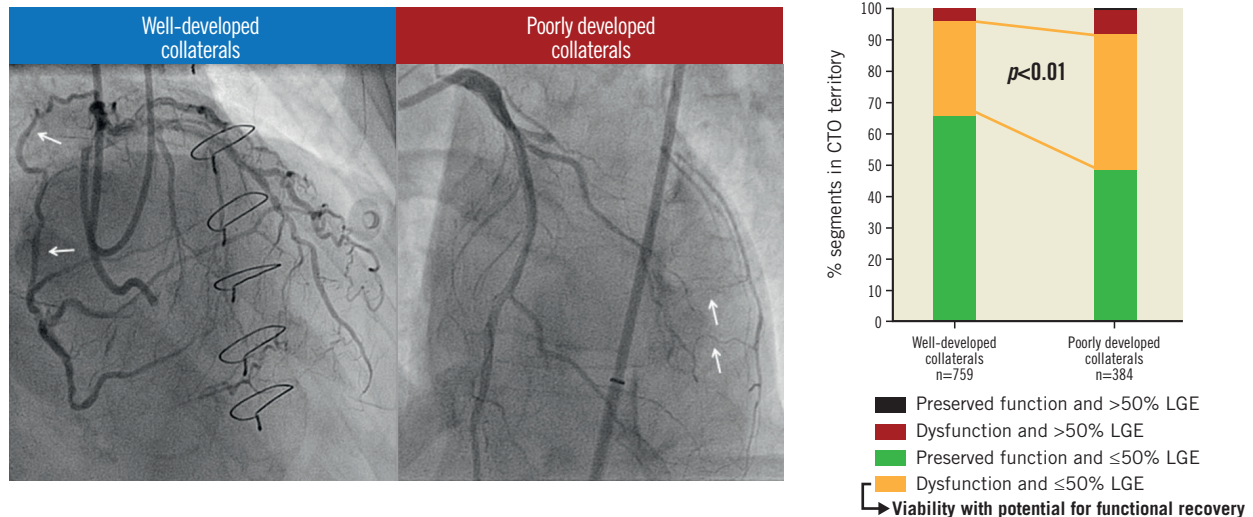 Well-developed
collaterals
Poorly developed
collaterals
% segments in CTO territory
100
90
80
70
60
50
40
30
20
10
0
p<0.01
Well-developed
collaterals
n=759
Poorly developed
collaterals
n=384
Preserved function and >50% LGE
Dysfunction and >50% LGE
Preserved function and ≤50% LGE
Dysfunction and ≤50% LGE
Viability with potential for functional recovery